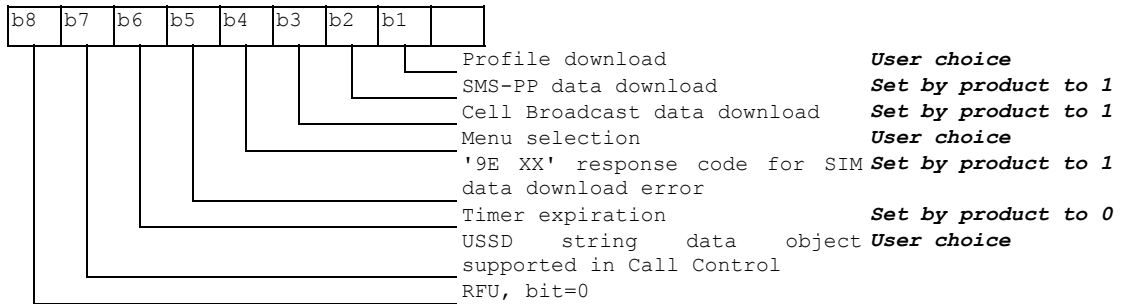 b8 b7 b6 b5 b4 b3 b2 b1
Profile download User choice
SMS-PP data download Set by product to 1
Cell Broadcast data download Set by product to 1
Menu selection User choice
'9E XX' response code for SIM Set by product to 1
data download error
Timer expiration Set by product to 0
USSD string data object User choice
supported in Call Control
RFU, bit=0